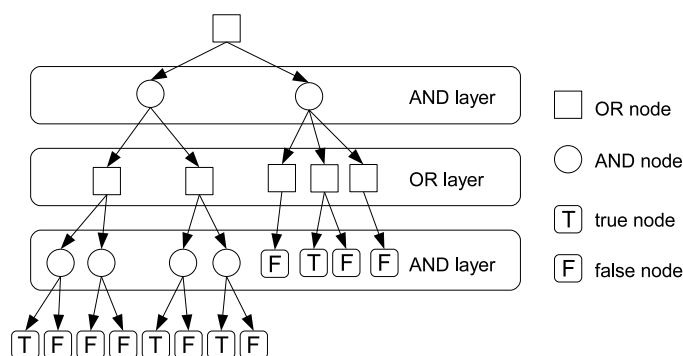 AND layer
OR layer
AND layer
F T F F
T F F F T F T F
OR node
AND node
T true node
F false node